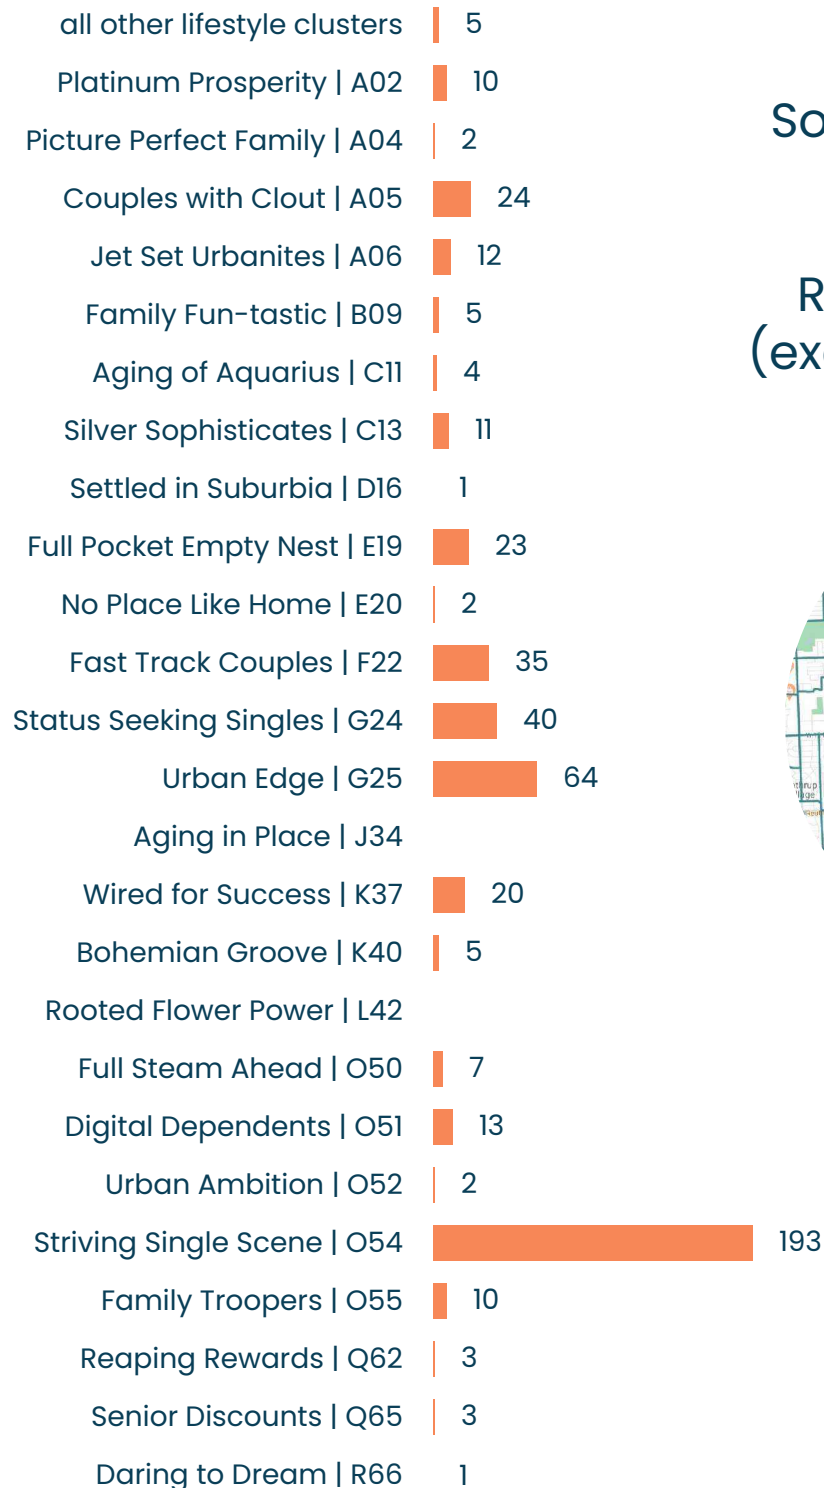 all other lifestyle clusters 5
Platinum Prosperity | A02 10
So
Picture Perfect Family | A04 2
Couples with Clout | A05 24
Jet Set Urbanites | A06 12
R
Family Fun-tastic | B09 5
(exc
Aging of Aquarius | C11 4
Silver Sophisticates | C13 11
Settled in Suburbia | D16 1
Full Pocket Empty Nest | E19 23
No Place Like Home | E20 2
Fast Track Couples | F22 35
Status Seeking Singles | G24 40
Urban Edge | G25 64
Aging in Place | J34
Wired for Success | K37 20
Bohemian Groove | K40 5
Rooted Flower Power | L42
Full Steam Ahead | O50 7
Digital Dependents | O51 13
Urban Ambition | O52 2
Striving Single Scene | O54 193
Family Troopers | O55 10
Reaping Rewards | Q62 3
Senior Discounts | Q65 3
Daring to Dream | R66 1